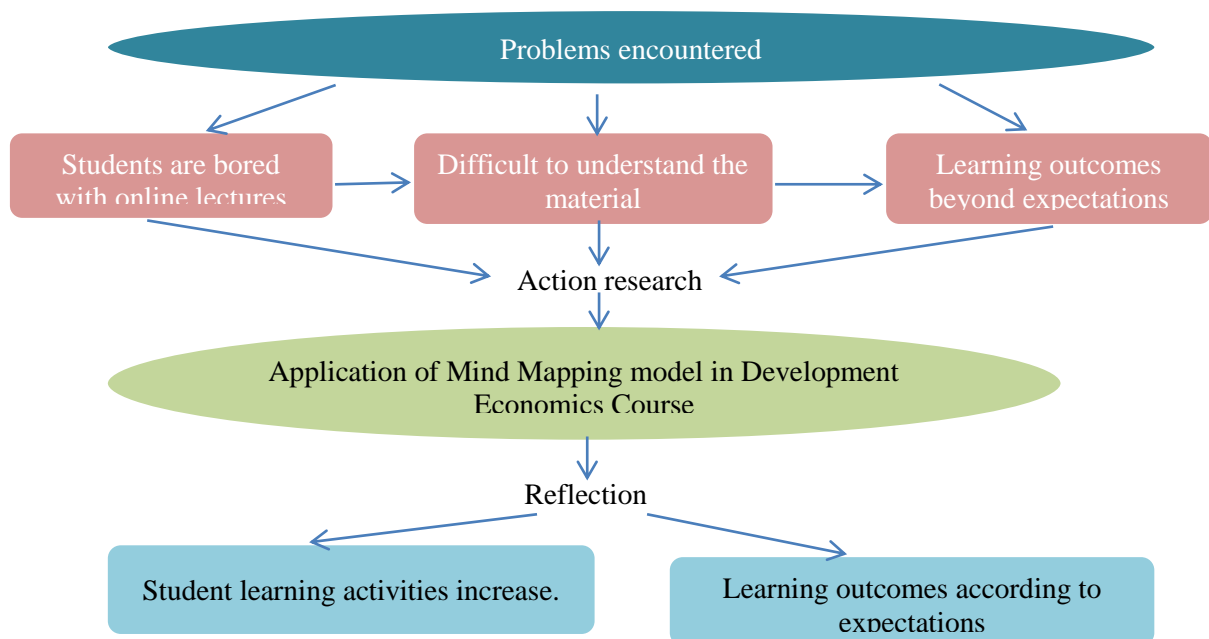 Problems encountered
Students are bored
with online lectures
Difficult to understand the
material
Learning outcomes
beyond expectations
Action research
Application of Mind Mapping model in Development
Economics Course
Reflection
Student learning activities increase.
Learning outcomes according to
expectations